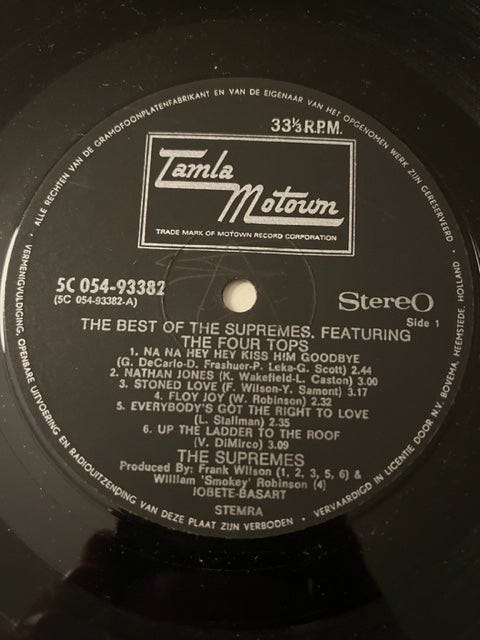 ALLE RECHTEN VAN DE GRAMOFOONPLATENFABRIKANT EN VAN DE EIGENAAR VAN HET OPGENOMEN WERK ZIJN GERESERVEERD
33⅓ R.P.M.
Tamla
Motown
TRADE MARK OF MOTOWN RECORD CORPORATION
5C 054-93382
(5C 054-93382-A)
Stereo
Side 1
THE BEST OF THE SUPREMES. FEATURING
THE FOUR TOPS
1. NA NA HEY HEY KISS HIM GOODBYE
(G. DeCarlo-D. Frashuer-P. Leka-G. Scott) 2.44
2. NATHAN JONES (K. Wakefield-L. Caston) 3.00
3. STONED LOVE (F. Wilson-Y. Samont) 3.17
4. FLOY JOY (W. Robinson) 2.32
5. EVERYBODY'S GOT THE RIGHT TO LOVE
(L. Stallman) 2.35
6. UP THE LADDER TO THE ROOF
(V. DiMirco) 3.09
THE SUPREMES
Produced By: Frank Wilson (1, 2, 3, 5, 6) &
William 'Smokey' Robinson (4)
JOBETE-BASART
STEMRA
VERMENIGVULDIGING, OPENBARE UITVOERING EN RADIOUITZENDING VAN DEZE PLAAT ZIJN VERBODEN • VERVAARDIGD IN LICENTIE DOOR N.V. BOVEMA, HEEMSTEDE, HOLLAND